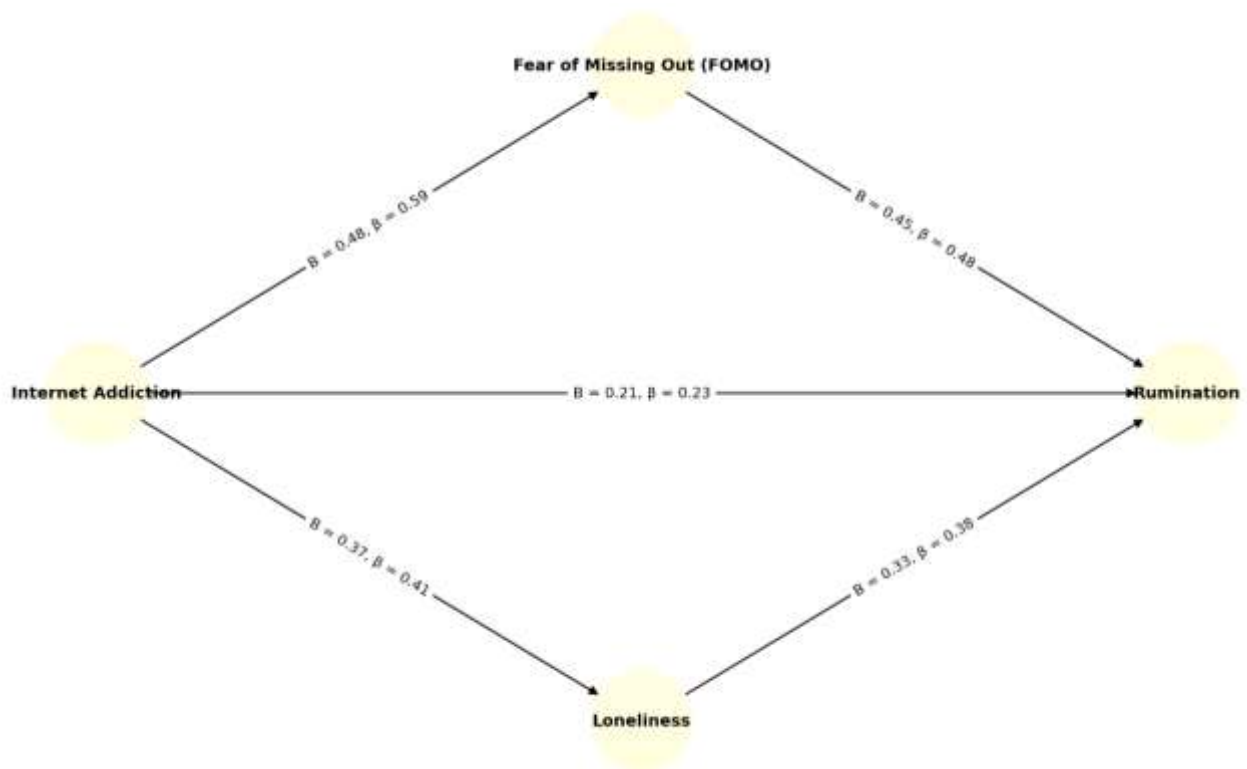 Fear of Missing Out (FOMO)
B = 0.48, β = 0.59
B = 0.45, β = 0.48
Internet Addiction
B = 0.21, β = 0.23
Rumination
B = 0.37, β = 0.41
B = 0.33, β = 0.38
Loneliness